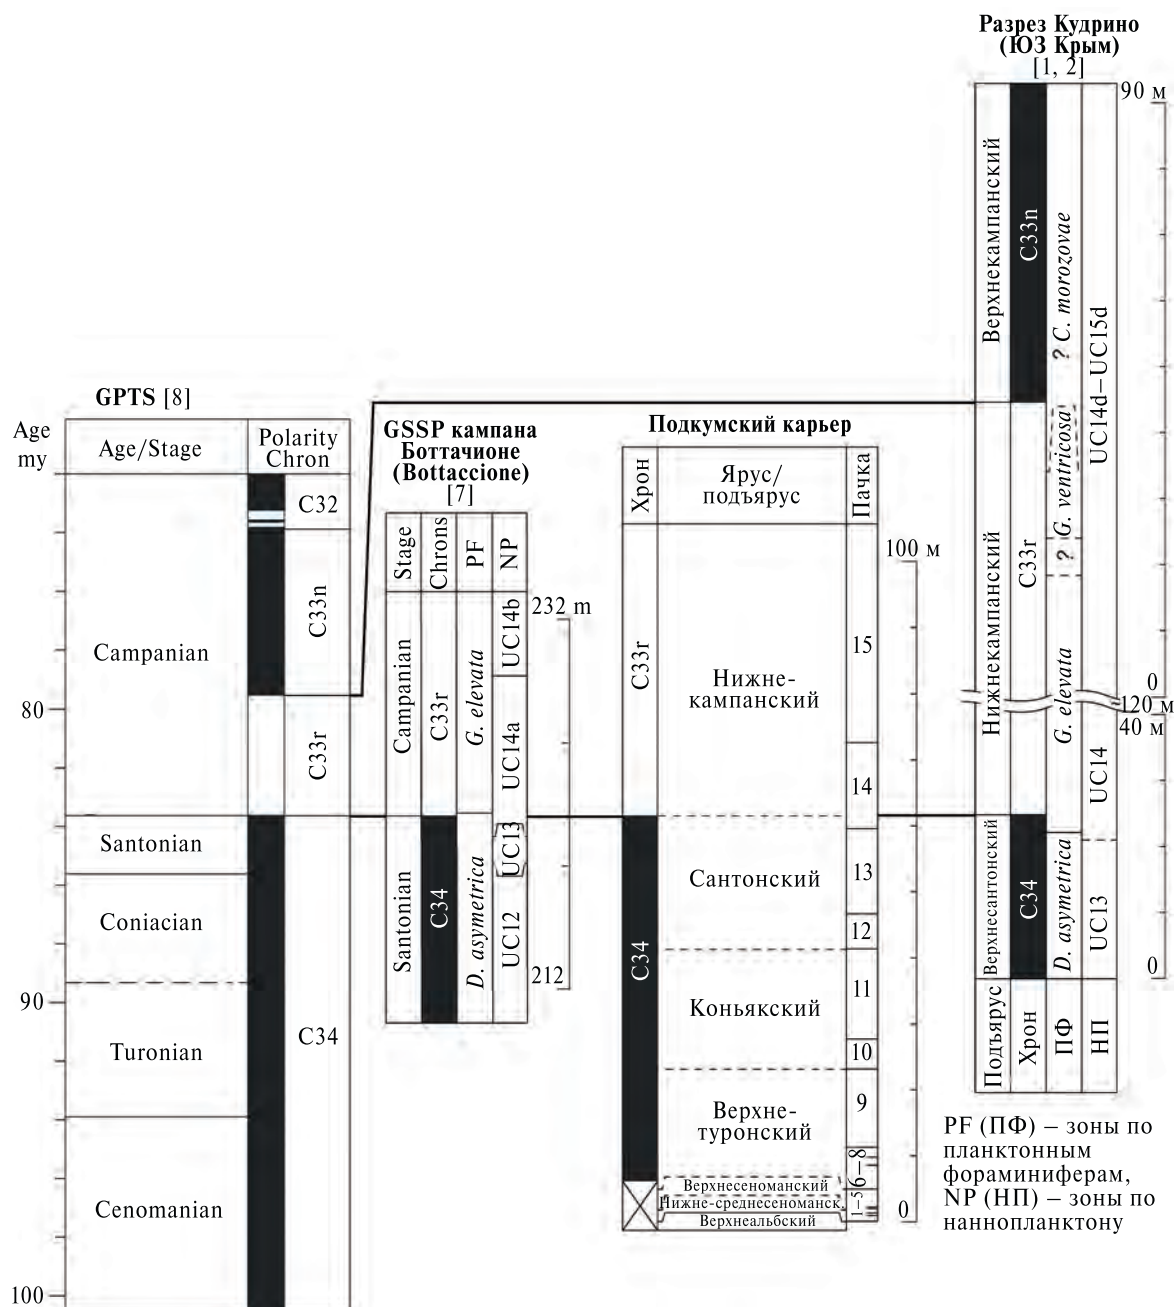 Разрез Кудрино
(ЮЗ Крым)
[1, 2]
90 м
Верхнекампанский
C33n
? C. morozovae
UC14d–UC15d
Нижнекампанский
C33r
G. ventricosa
?
G. elevata
0
120 м
40 м
UC14
Верхнесантонский
C34
D. asymetrica
UC13
0
Подъярус
Хрон
ПФ
НП
GPTS [8]
Age
my
Age/Stage
Polarity
Chron
C32
C33n
Campanian
80
C33r
Santonian
Coniacian
90
C34
Turonian
Cenomanian
100
GSSP кампана
Боттачионе
(Bottaccione)
[7]
Stage
Chrons
PF
NP
232 m
Campanian
C33r
G. elevata
UC14b
UC14a
Santonian
C34
D. asymetrica
UC13
UC12
212
Подкумский карьер
Хрон
Ярус/
подъярус
Пачка
100 м
C33r
Нижне-
кампанский
15
14
C34
Сантонский
13
12
Коньякский
11
10
Верхне-
туронский
9
6–8
Верхнесеноманский
Нижне-среднесеноманск.
1–5
Верхнеальбский
0
PF (ПФ) – зоны по
планктонным
фораминиферам,
NP (НП) – зоны по
наннопланктону